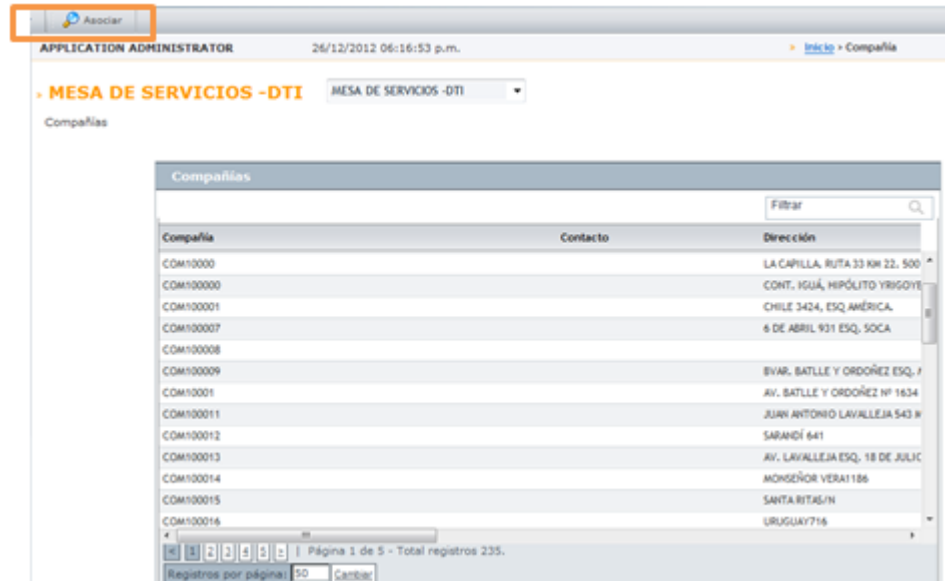 Asociar
APPLICATION ADMINISTRATOR 26/12/2012 06:16:53 p.m. Inicio > Compañía
MESA DE SERVICIOS -DTI MESA DE SERVICIOS -DTI
Compañías
Compañías
Filtrar
Compañía Contacto Dirección
COM10000 LA CAPILLA, RUTA 33 KM 22, 500
COM100000 CONT. IGUÁ, HIPÓLITO YRIGOYE
COM100001 CHILE 3424, ESQ AMÉRICA.
COM100007 6 DE ABRIL 931 ESQ. SOCA
COM100008
COM100009 BVAR. BATLLE Y ORDOÑEZ ESQ.
COM10001 AV. BATLLE Y ORDOÑEZ Nº 1634
COM100011 JUAN ANTONIO LAVALLEJA 543
COM100012 SARANDÍ 641
COM100013 AV. LAVALLEJA ESQ. 18 DE JULIO
COM100014 MONSEÑOR VERA1186
COM100015 SANTA RITAS/N
COM100016 URUGUAY716
< 1 2 3 4 5 > | Página 1 de 5 - Total registros 235.
Registros por página: 50 Cambiar